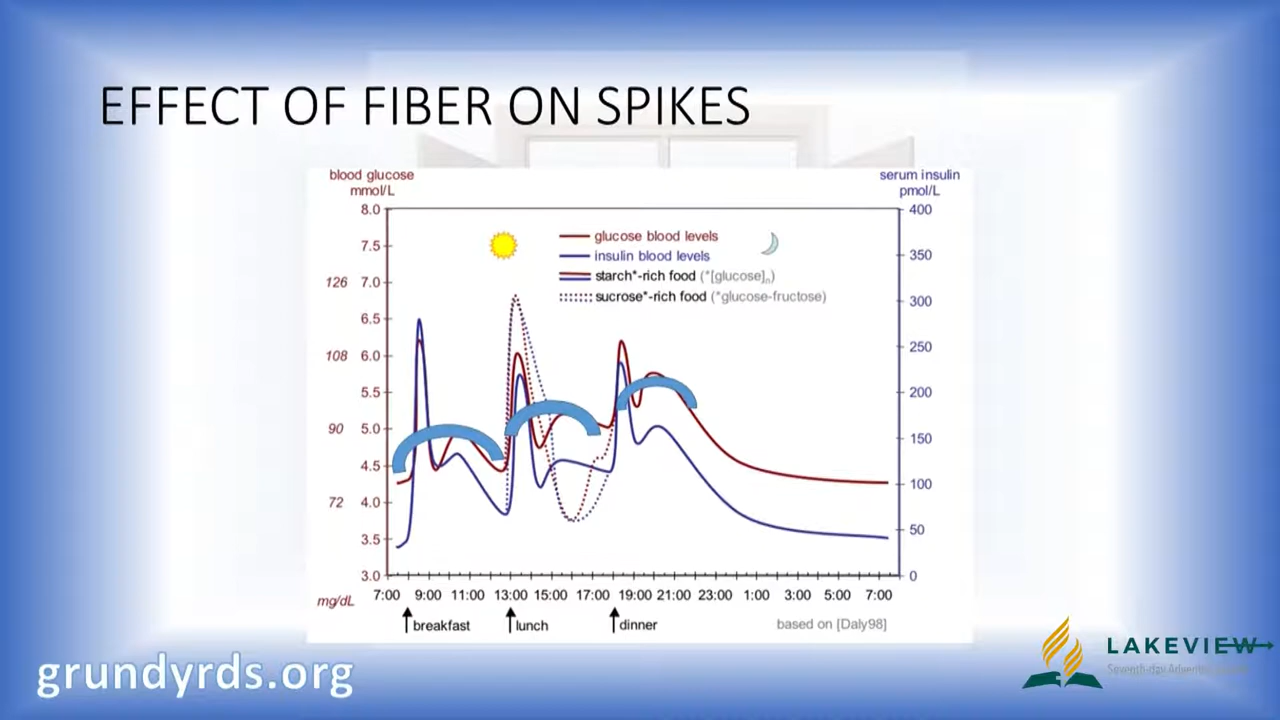 EFFECT OF FIBER ON SPIKES
blood glucose
mmol/L
serum insulin
pmol/L
8.0
7.5
126 7.0
6.5
108 6.0
5.5
90 5.0
4.5
72 4.0
3.5
3.0
mg/dL
400
350
300
250
200
150
100
50
0
glucose blood levels
insulin blood levels
starch*-rich food (*[glucose]n)
sucrose*-rich food (*glucose-fructose)
7:00 9:00 11:00 13:00 15:00 17:00 19:00 21:00 23:00 1:00 3:00 5:00 7:00
breakfast
lunch
dinner
based on [Daly98]
grundyrds.org
LAKEVIEW
Seventh-day Adventist